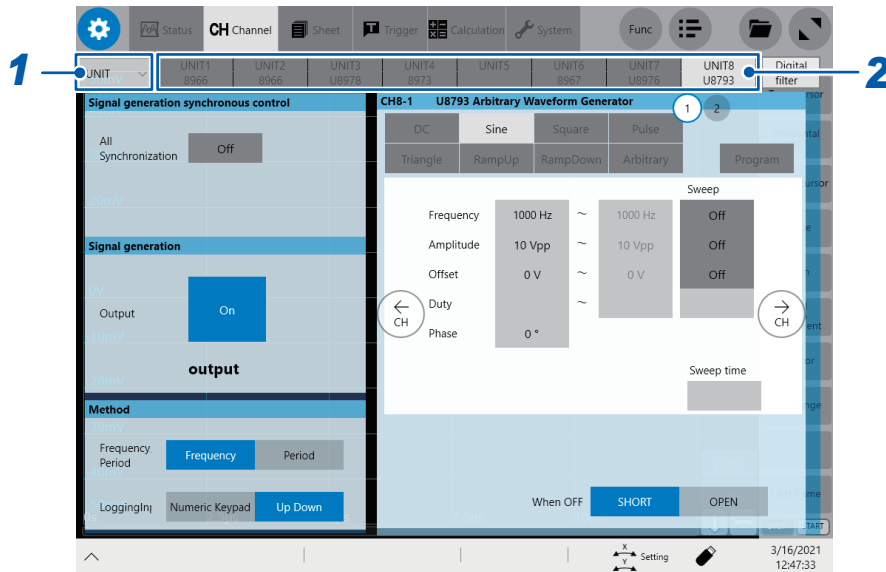 Status CH Channel Sheet Trigger Calculation System Func
1
2
UNIT
UNIT1 UNIT2 UNIT3 UNIT4 UNIT5 UNIT6 UNIT7 UNIT8
8966 8966 U8978 8973 8967 U8976 U8793
Digital
filter
Signal generation synchronous control
CH8-1 U8793 Arbitrary Waveform Generator
1 2
All
Synchronization
Off
DC Sine Square Pulse
Triangle RampUp RampDown Arbitrary Program
Sweep
Frequency 1000 Hz ~ 1000 Hz Off
Amplitude 10 Vpp ~ 10 Vpp Off
Offset 0 V ~ 0 V Off
Duty ~
Phase 0 °
Sweep time
← CH
→ CH
Signal generation
Output On
output
Method
Frequency
Period
Frequency Period
LoggingInp Numeric Keypad Up Down
When OFF SHORT OPEN
START
X
Y
Setting
3/16/2021
12:47:33